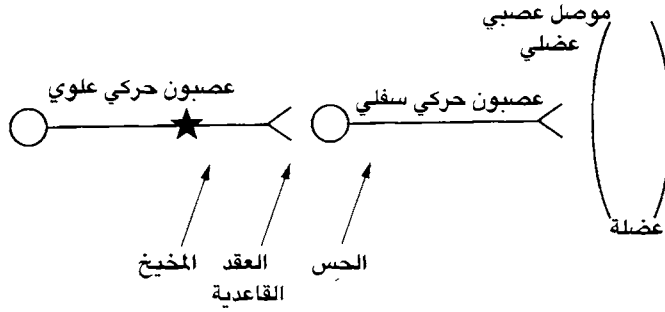 موصل عصبي
عضلي
عصبون حركي علوي
عصبون حركي سفلي
عضلة
الحس
العقد
القاعدية
المخيخ